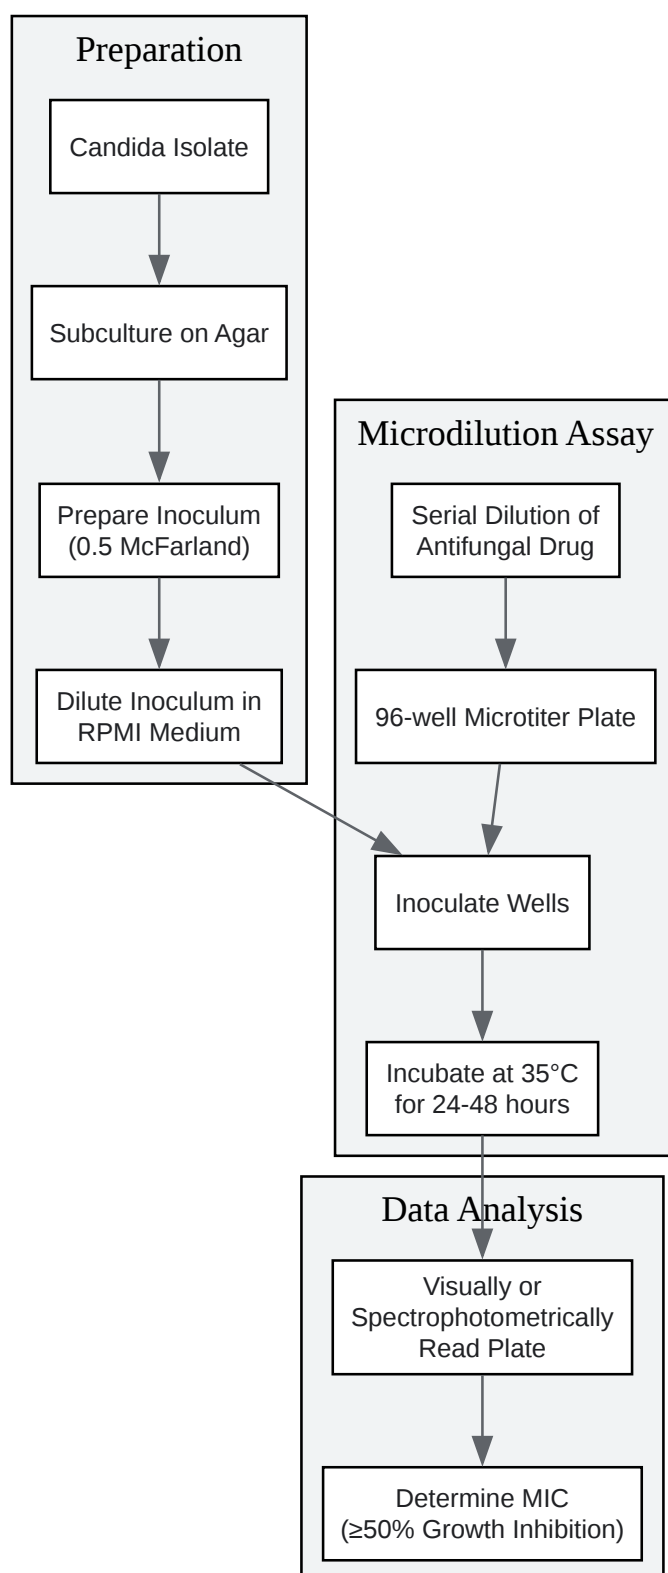 Preparation
Candida Isolate
Subculture on Agar
Prepare Inoculum
(0.5 McFarland)
Dilute Inoculum in
RPMI Medium
Microdilution Assay
Serial Dilution of
Antifungal Drug
96-well Microtiter Plate
Inoculate Wells
Incubate at 35°C
for 24-48 hours
Data Analysis
Visually or
Spectrophotometrically
Read Plate
Determine MIC
(≥50% Growth Inhibition)